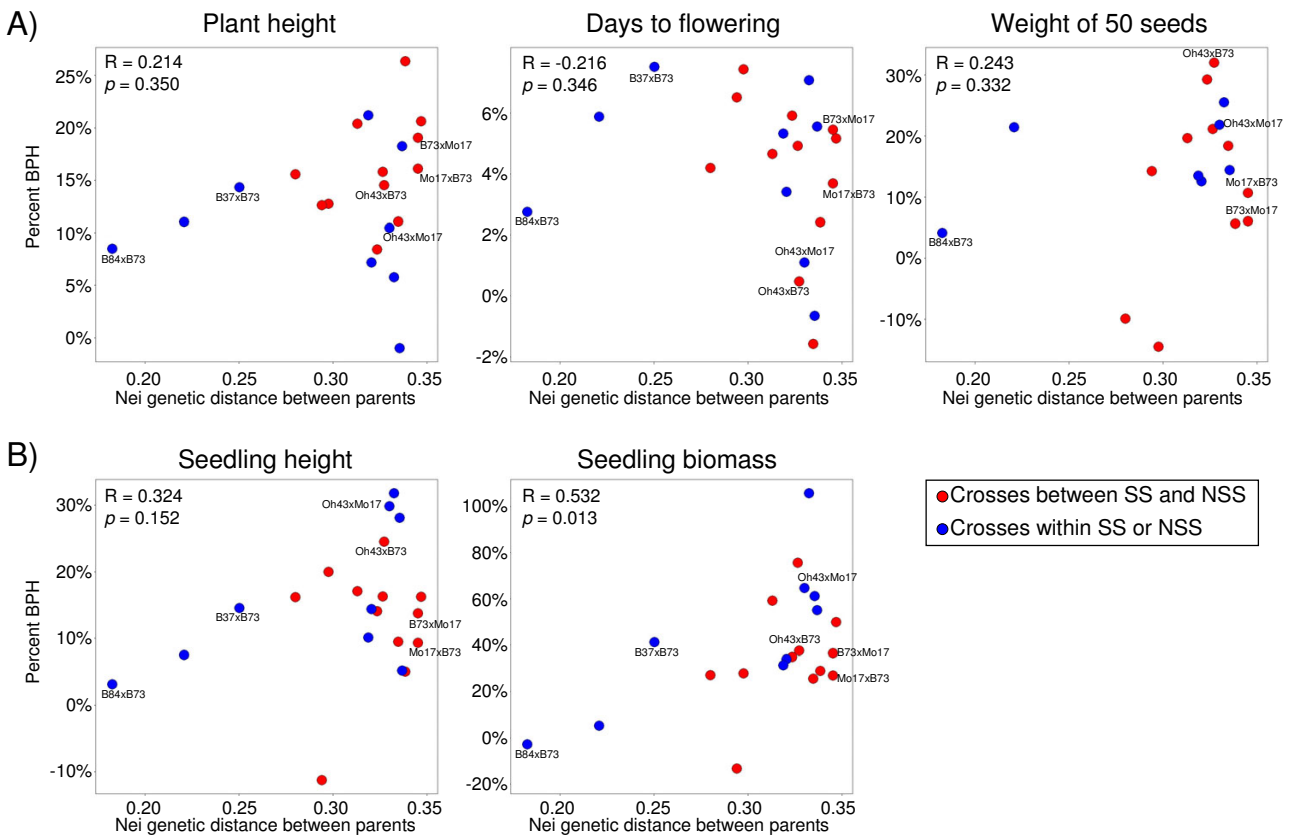 A)
Plant height
R = 0.214
p = 0.350
Percent BPH
25%
20%
15%
10%
5%
0%
B73xMo17
Mo17xB73
B37xB73
Oh43xB73
Oh43xMo17
B84xB73
0.20 0.25 0.30 0.35
Nei genetic distance between parents
Days to flowering
R = -0.216
p = 0.346
6%
4%
2%
0%
-2%
B37xB73
B73xMo17
Mo17xB73
B84xB73
Oh43xMo17
Oh43xB73
0.20 0.25 0.30 0.35
Nei genetic distance between parents
Weight of 50 seeds
R = 0.243
p = 0.332
30%
20%
10%
0%
-10%
Oh43xB73
Oh43xMo17
Mo17xB73
B73xMo17
B84xB73
0.20 0.25 0.30 0.35
Nei genetic distance between parents
B)
Seedling height
R = 0.324
p = 0.152
Percent BPH
30%
20%
10%
0%
-10%
Oh43xMo17
Oh43xB73
B37xB73
B73xMo17
Mo17xB73
B84xB73
0.20 0.25 0.30 0.35
Nei genetic distance between parents
Seedling biomass
R = 0.532
p = 0.013
100%
80%
60%
40%
20%
0%
-20%
Oh43xMo17
Oh43xB73
B37xB73
B73xMo17
Mo17xB73
B84xB73
0.20 0.25 0.30 0.35
Nei genetic distance between parents
Crosses between SS and NSS
Crosses within SS or NSS